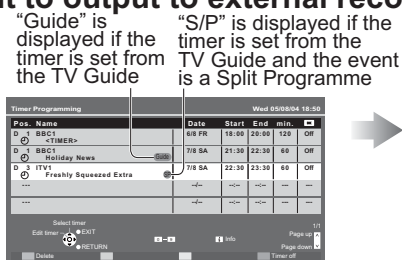 t to output to external reco
“Guide” is
displayed if the
timer is set from
the TV Guide
“S/P” is displayed if the
timer is set from the
TV Guide and the event
is a Split Programme
Timer Programming Wed 05/08/04 18:50
Pos. Name Date Start End min.
D 1 BBC1 6/8 FR 18:00 20:00 120 Off
<TIMER>
D 1 BBC1 7/8 SA 21:30 22:30 60 Off
Holiday News Guide
D 3 ITV1 7/8 SA 22:30 23:30 60 Off
Freshly Squeezed Extra
--- --/-- --:-- --:-- --- ---
--- --/-- --:-- --:-- --- ---
Select timer 1/1
Edit timer EXIT Page up
RETURN 0–0 i Info
Page down
Delete Timer off